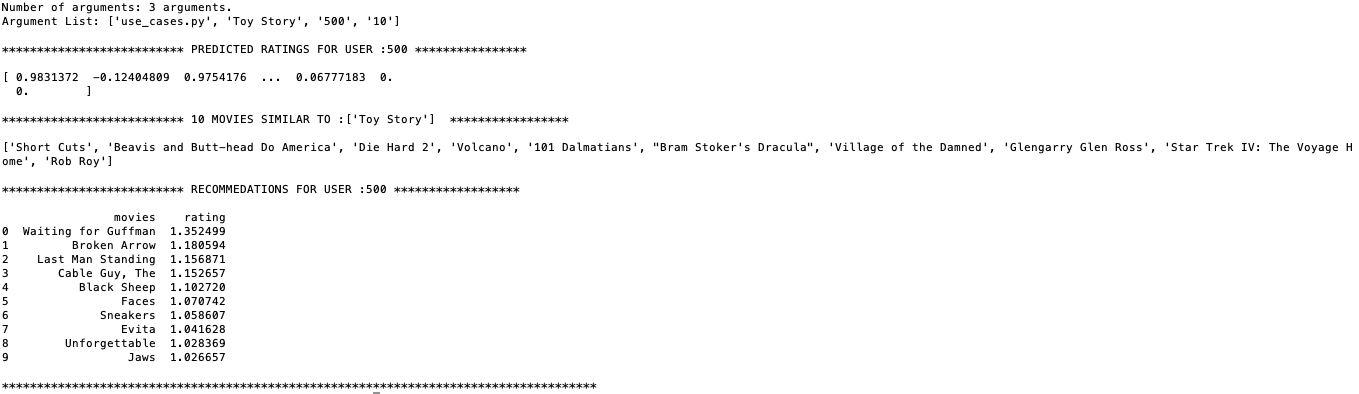 Number of arguments: 3 arguments.
Argument List: ['use_cases.py', 'Toy Story', '500', '10']
************************** PREDICTED RATINGS FOR USER :500 ****************
[ 0.9831372  -0.12404809  0.9754176  ...  0.06777183  0.
  0.        ]
************************** 10 MOVIES SIMILAR TO :['Toy Story']  *****************
['Short Cuts', 'Beavis and Butt-head Do America', 'Die Hard 2', 'Volcano', '101 Dalmatians', "Bram Stoker's Dracula", 'Village of the Damned', 'Glengarry Glen Ross', 'Star Trek IV: The Voyage H
ome', 'Rob Roy']
************************** RECOMMEDATIONS FOR USER :500 ******************
                movies    rating
0  Waiting for Guffman  1.352499
1         Broken Arrow  1.180594
2    Last Man Standing  1.156871
3       Cable Guy, The  1.152657
4          Black Sheep  1.102720
5                Faces  1.070742
6             Sneakers  1.058607
7                Evita  1.041628
8        Unforgettable  1.028369
9                 Jaws  1.026657
*************************************************************************************